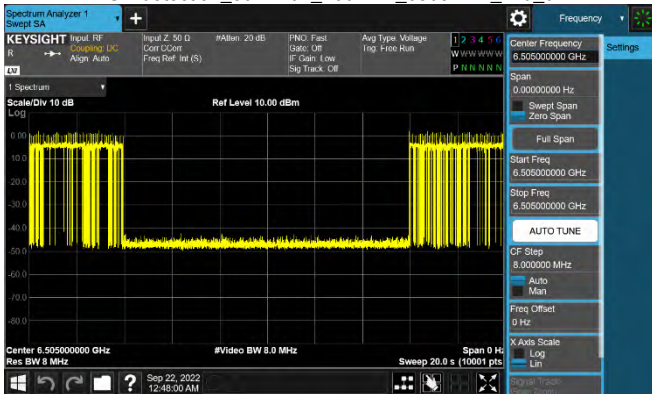 Spectrum Analyzer 1
Swept SA
Frequency
KEYSIGHT
Input: RF
Coupling: DC
Align: Auto
R
LXI
Input Z: 50 Ω
Corr CCorr
Freq Ref: Int (S)
#Atten: 20 dB
PNO: Fast
Gate: Off
IF Gain: Low
Sig Track: Off
Avg Type: Voltage
Trig: Free Run
1 2 3 4 5 6
W W W W W W
P N N N N N
Center Frequency
6.505000000 GHz
Settings
Span
0.00000000 Hz
Swept Span
Zero Span
Full Span
Start Freq
6.505000000 GHz
Stop Freq
6.505000000 GHz
AUTO TUNE
CF Step
8.000000 MHz
Auto
Man
Freq Offset
0 Hz
X Axis Scale
Log
Lin
Signal Track
1 Spectrum
Scale/Div 10 dB
Ref Level 10.00 dBm
Log
0.00
-10.0
-20.0
-30.0
-40.0
-50.0
-60.0
-70.0
-80.0
Center 6.505000000 GHz
#Video BW 8.0 MHz
Span 0 Hz
Res BW 8 MHz
Sweep 20.0 s (10001 pts
?
Sep 22, 2022
12:48:00 AM